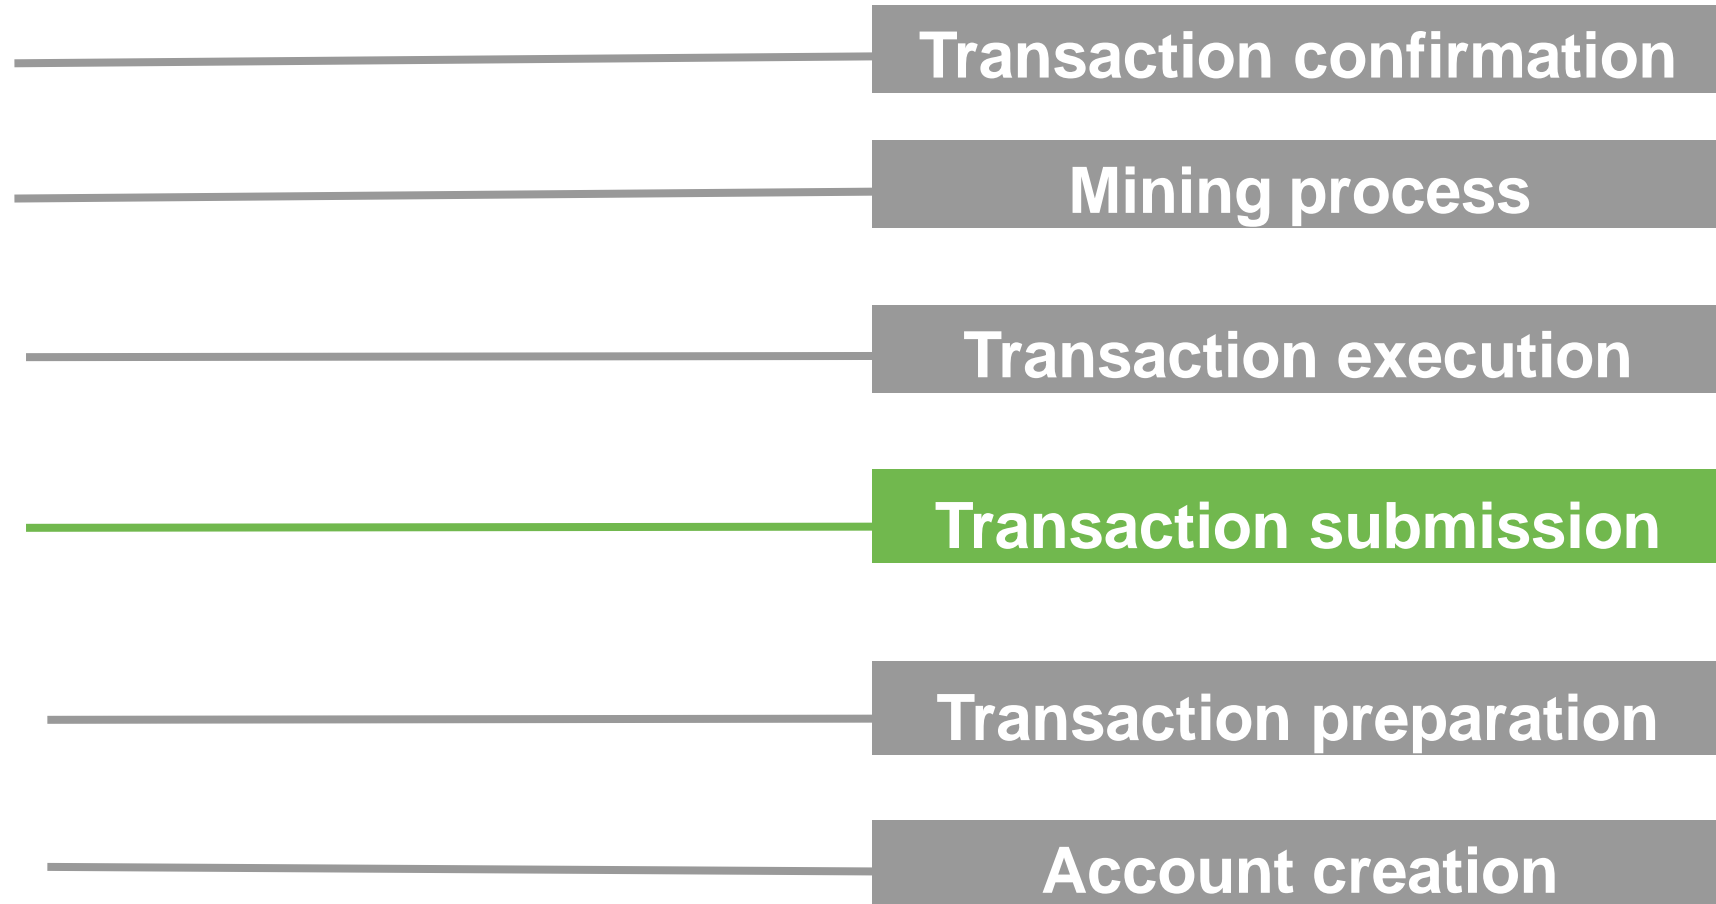 Transaction confirmation
Mining process
Transaction execution
Transaction submission
Transaction preparation
Account creation